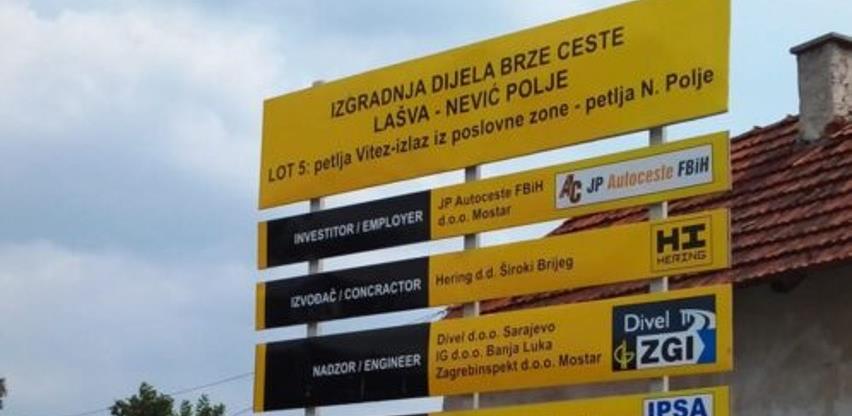 IZGRADNJA DIJELA BRZE CESTE
LAŠVA - NEVIĆ POLJE
LOT 5: petlja Vitez-izlaz iz poslovne zone - petlja N. Polje
INVESTITOR / EMPLOYER
JP Autoceste FBiH
d.o.o. Mostar
AC JP Autoceste FBiH
IZVOĐAČ / CONCRACTOR
Hering d.d. Široki Brijeg
HI
HERING
NADZOR / ENGINEER
Divel d.o.o. Sarajevo
IG d.o.o. Banja Luka
Zagrebinspekt d.o.o. Mostar
Divel
ZGI
IPSA